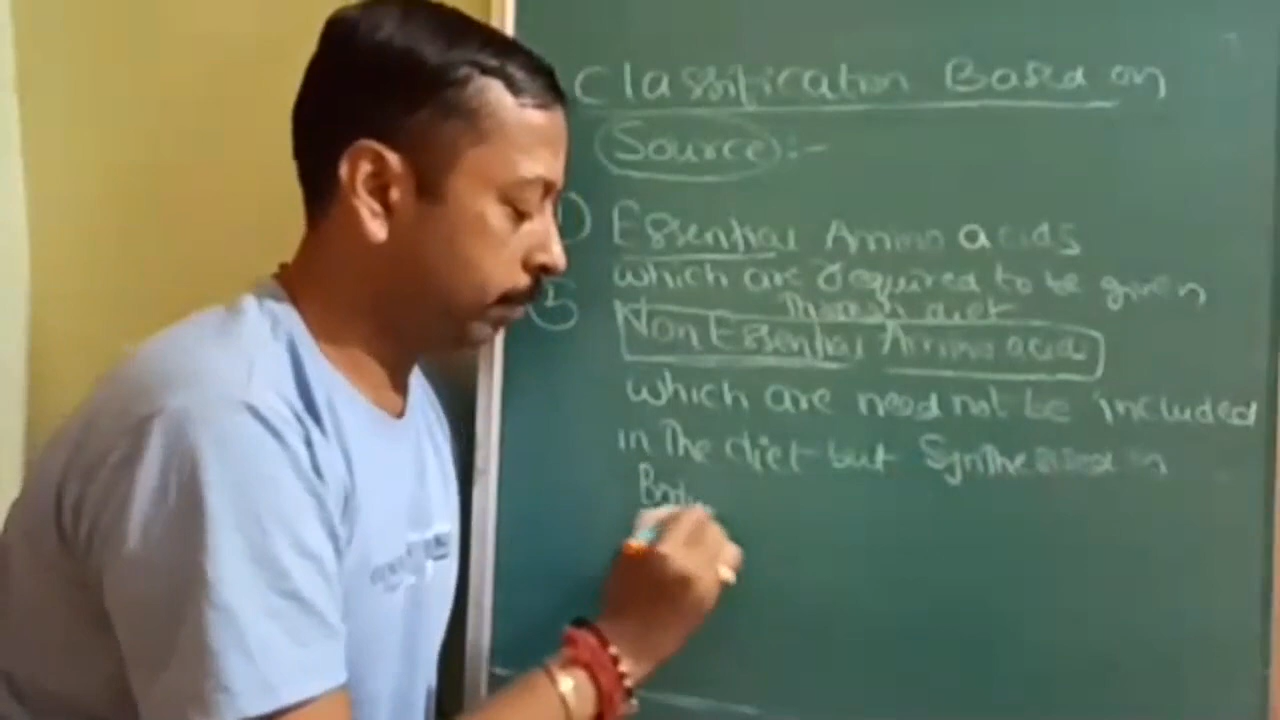 Classification Based on
Source :-
1) Essential Amino acids
which are required to be given
Through diet
5 Non Essential Amino acids
which are need not be included
in The diet but Synthesized in
Body